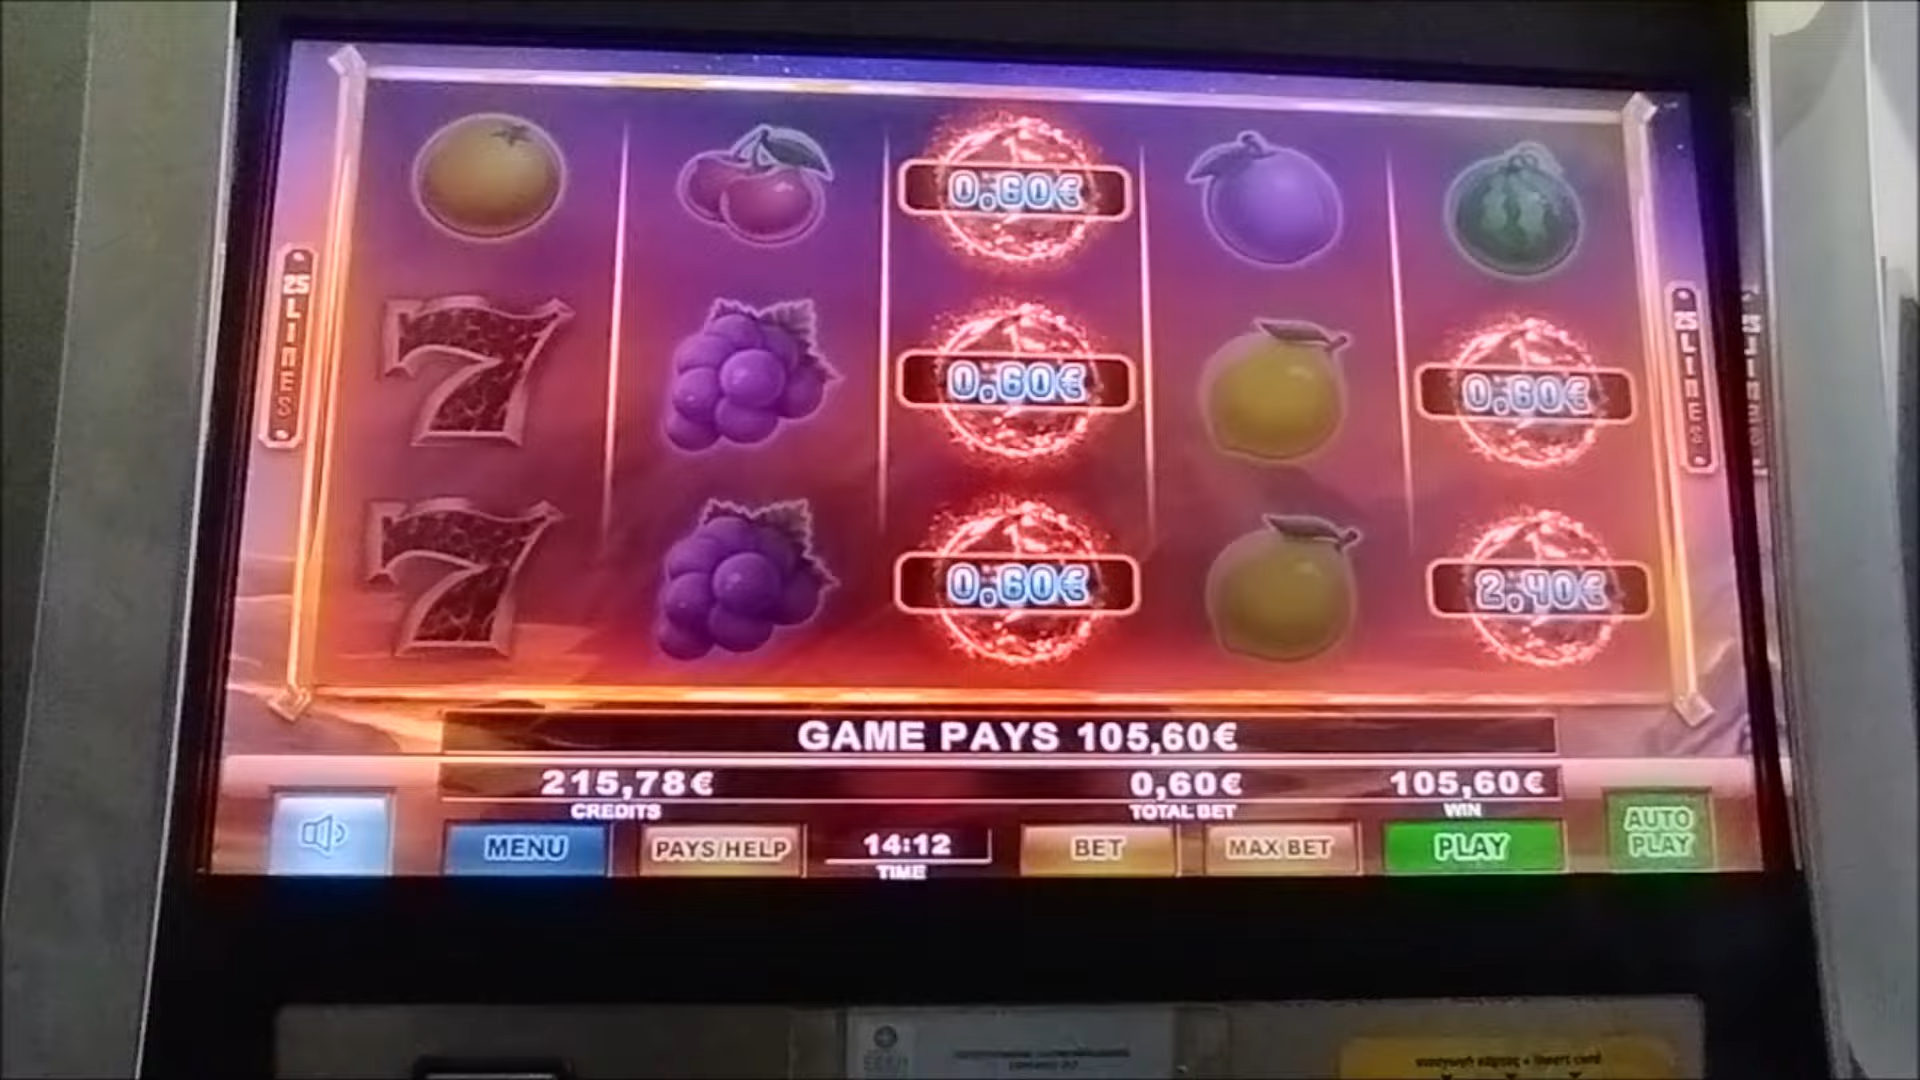 0,60€
0,60€
0,60€
0,60€
0,60€
2,40€
25 LINES
25 LINES
GAME PAYS 105,60€
215,78€
CREDITS
0,60€
TOTAL BET
105,60€
WIN
MENU
PAYS/HELP
14:12
TIME
BET
MAX BET
PLAY
AUTO
PLAY